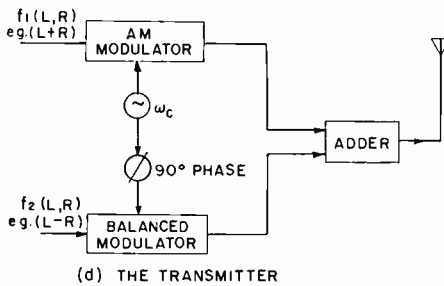 f1(L,R)
eg.(L+R)
AM
MODULATOR
~ ωc
90° PHASE
ADDER
f2(L,R)
eg.(L-R)
BALANCED
MODULATOR
(d) THE TRANSMITTER